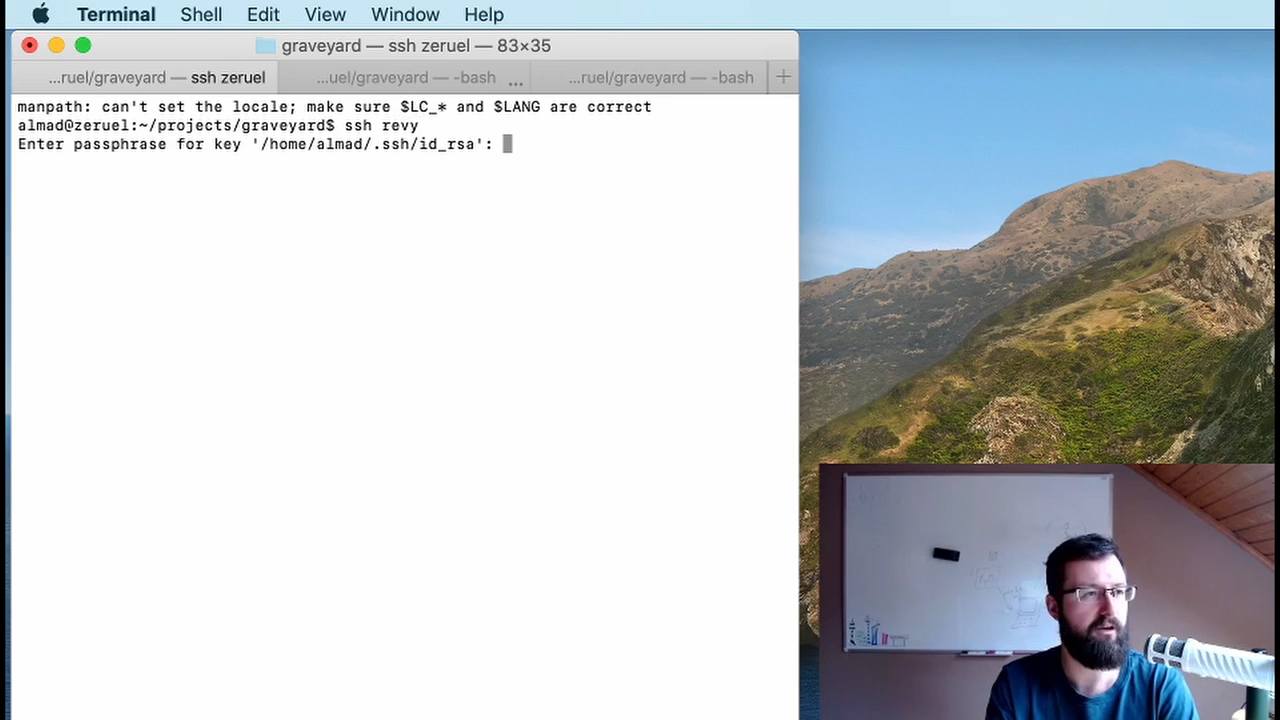 Terminal Shell Edit View Window Help
graveyard — ssh zeruel — 83×35
...ruel/graveyard — ssh zeruel ...uel/graveyard — -bash ... ...ruel/graveyard — -bash +
manpath: can't set the locale; make sure $LC_* and $LANG are correct
almad@zeruel:~/projects/graveyard$ ssh revy
Enter passphrase for key '/home/almad/.ssh/id_rsa':